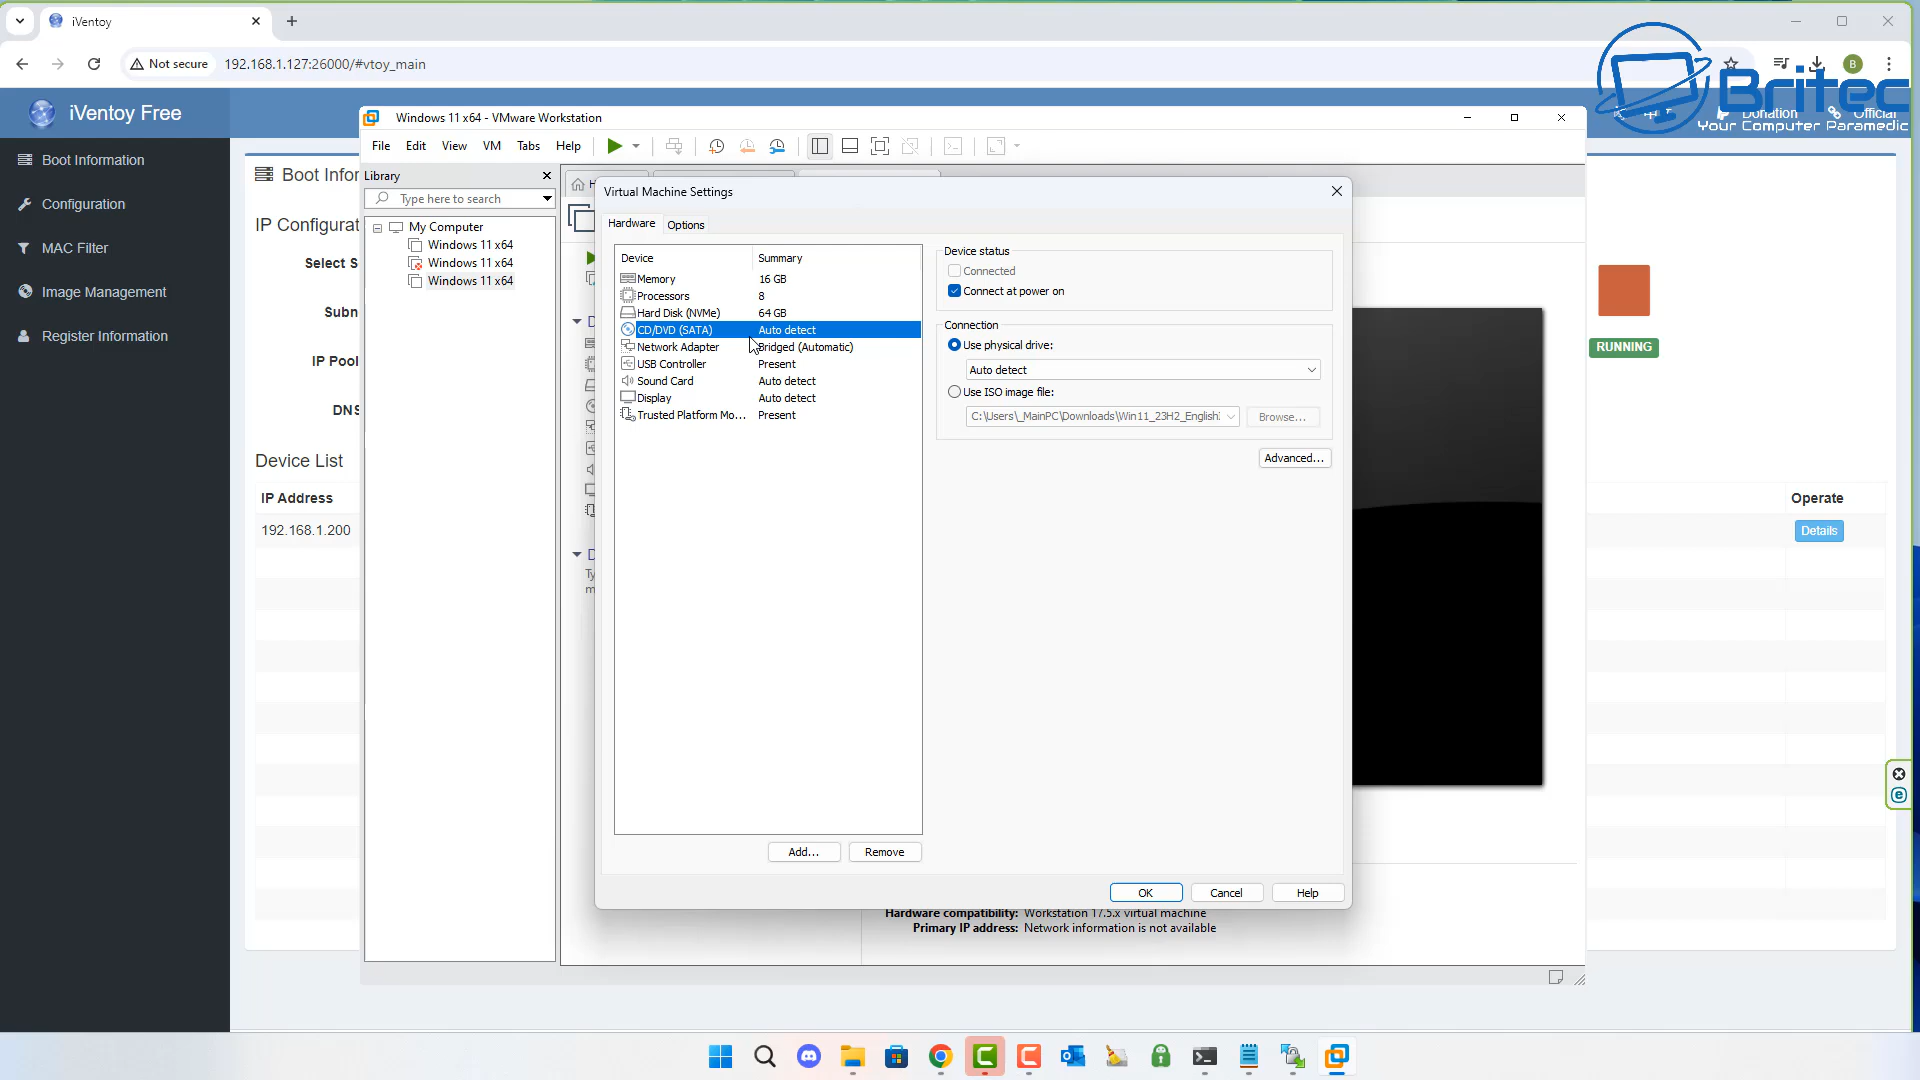 iVentoy
Not secure
192.168.1.127:26000/#vtoy_main
B
Britec
Your Computer Paramedic
iVentoy Free
Donation
Official
Boot Information
Configuration
MAC Filter
Image Management
Register Information
Boot Infor
IP Configurat
Select S
Subn
IP Pool
DNS
RUNNING
Device List
IP Address
Operate
192.168.1.200
Details
Windows 11 x64 - VMware Workstation
File
Edit
View
VM
Tabs
Help
Library
Type here to search
My Computer
Windows 11 x64
Windows 11 x64
Windows 11 x64
H
D
D
Ty
m
Virtual Machine Settings
Hardware
Options
Device
Summary
Memory 16 GB
Processors 8
Hard Disk (NVMe) 64 GB
CD/DVD (SATA) Auto detect
Network Adapter Bridged (Automatic)
USB Controller Present
Sound Card Auto detect
Display Auto detect
Trusted Platform Mo... Present
Add...
Remove
Device status
Connected
Connect at power on
Connection
Use physical drive:
Auto detect
Use ISO image file:
C:\Users\_MainPC\Downloads\Win11_23H2_English
Browse...
Advanced...
OK
Cancel
Help
Hardware compatibility: Workstation 17.5.x virtual machine
Primary IP address: Network information is not available